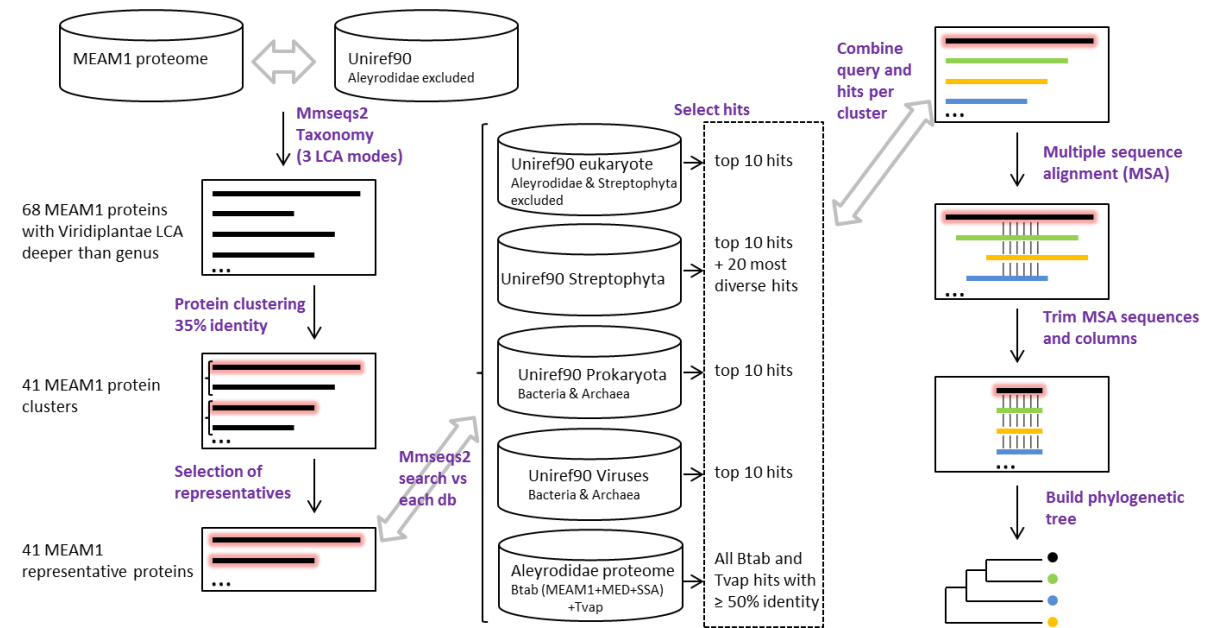 MEAM1 proteome
Uniref90
Aleyrodidae excluded
Mmseqs2
Taxonomy
(3 LCA modes)
68 MEAM1 proteins
with Viridiplantae LCA
deeper than genus
...
Protein clustering
35% identity
41 MEAM1 protein
clusters
...
Selection of
representatives
41 MEAM1
representative proteins
...
Mmseqs2
search vs
each db
Select hits
Uniref90 eukaryote
Aleyrodidae & Streptophyta
excluded
top 10 hits
Uniref90 Streptophyta
top 10 hits
+ 20 most
diverse hits
Uniref90 Prokaryota
Bacteria & Archaea
top 10 hits
Uniref90 Viruses
Bacteria & Archaea
top 10 hits
Aleyrodidae proteome
Btab (MEAM1+MED+SSA)
+Tvap
All Btab and
Tvap hits with
≥ 50% identity
Combine
query and
hits per
cluster
...
Multiple sequence
alignment (MSA)
...
Trim MSA sequences
and columns
...
Build phylogenetic
tree